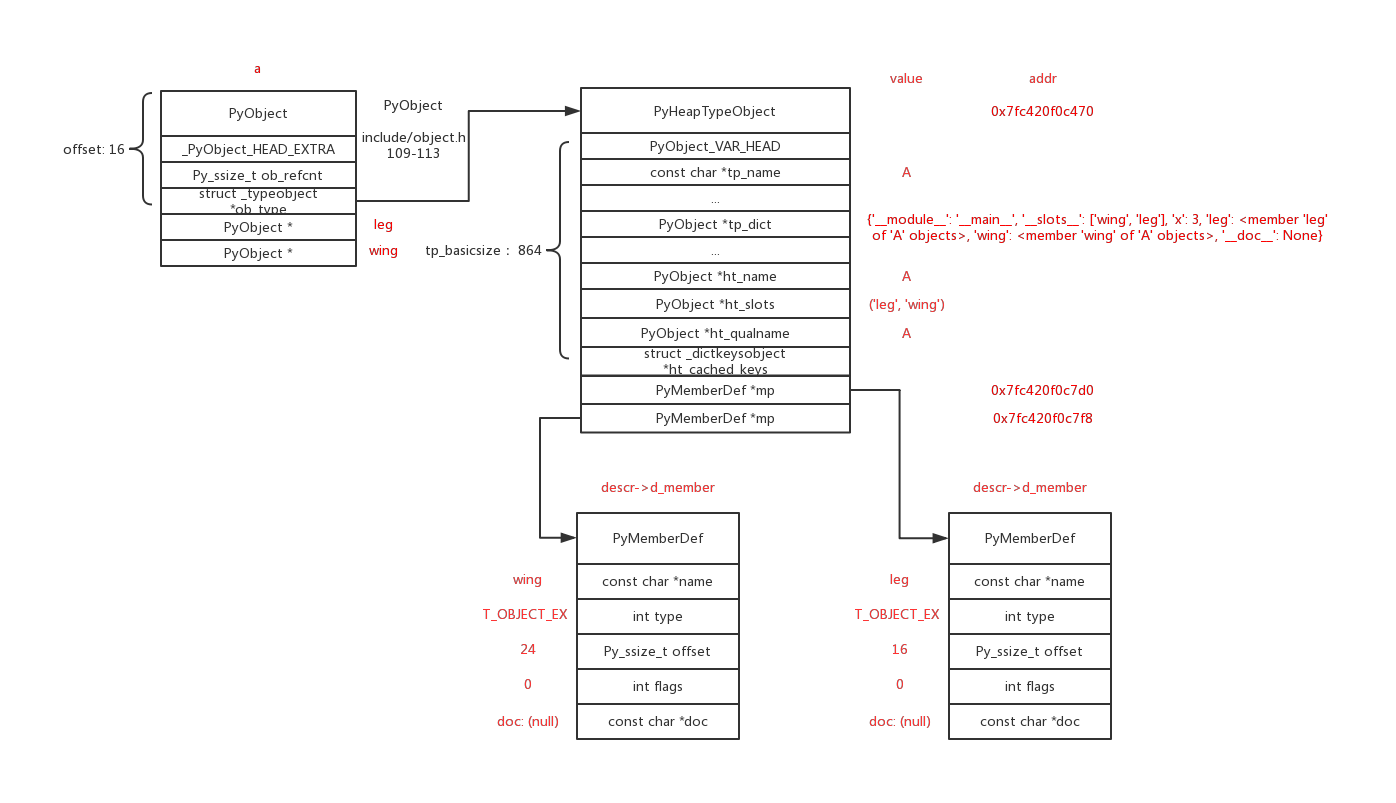 a
PyObject
_PyObject_HEAD_EXTRA
Py_ssize_t ob_refcnt
struct _typeobject
*ob_type
PyObject *
PyObject *
offset: 16
PyObject
include/object.h
109-113
leg
wing
value
addr
PyHeapTypeObject
0x7fc420f0c470
PyObject_VAR_HEAD
const char *tp_name
A
...
PyObject *tp_dict
{'__module__': '__main__', '__slots__': ['wing', 'leg'], 'x': 3, 'leg': <member 'leg'
of 'A' objects>, 'wing': <member 'wing' of 'A' objects>, '__doc__': None}
tp_basicsize : 864
...
PyObject *ht_name
A
PyObject *ht_slots
('leg', 'wing')
PyObject *ht_qualname
A
struct _dictkeysobject
*ht_cached_keys
PyMemberDef *mp
0x7fc420f0c7d0
PyMemberDef *mp
0x7fc420f0c7f8
descr->d_member
PyMemberDef
wing
const char *name
T_OBJECT_EX
int type
24
Py_ssize_t offset
0
int flags
doc: (null)
const char *doc
descr->d_member
PyMemberDef
leg
const char *name
T_OBJECT_EX
int type
16
Py_ssize_t offset
0
int flags
doc: (null)
const char *doc